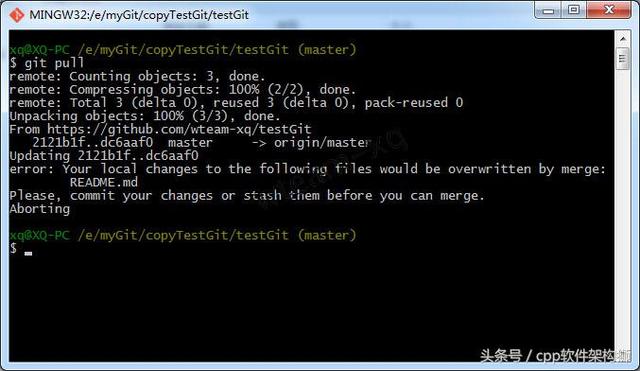 MINGW32:/e/myGit/copyTestGit/testGit
xq@XQ-PC /e/myGit/copyTestGit/testGit (master)
$ git pull
remote: Counting objects: 3, done.
remote: Compressing objects: 100% (2/2), done.
remote: Total 3 (delta 0), reused 3 (delta 0), pack-reused 0
Unpacking objects: 100% (3/3), done.
From https://github.com/wteam-xq/testGit
   2121b1f..dc6aaf0  master     -> origin/master
Updating 2121b1f..dc6aaf0
error: Your local changes to the following files would be overwritten by merge:
        README.md
Please, commit your changes or stash them before you can merge.
Aborting
xq@XQ-PC /e/myGit/copyTestGit/testGit (master)
$
头条号 / cpp软件架构狮